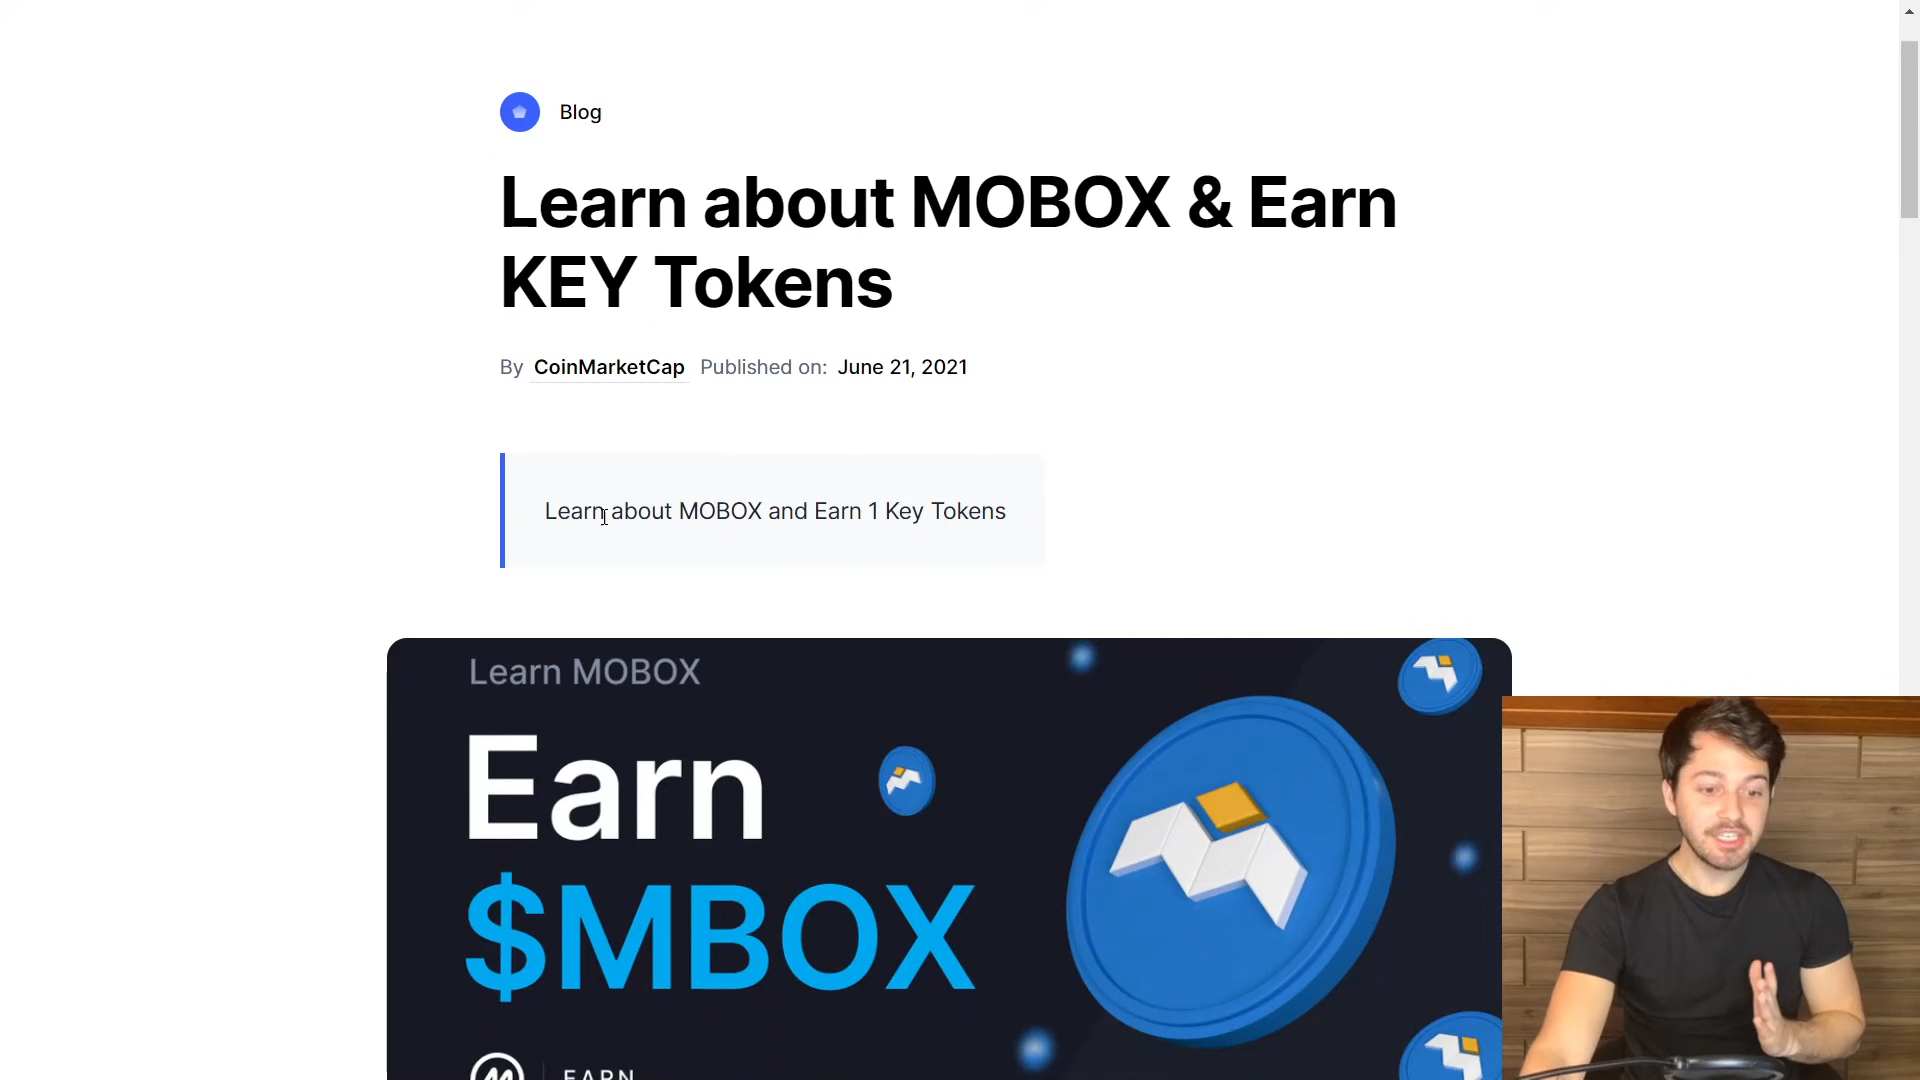 Blog
Learn about MOBOX & Earn
KEY Tokens
By CoinMarketCap Published on: June 21, 2021
Learn about MOBOX and Earn 1 Key Tokens
Learn MOBOX
Earn
$MBOX
EARN